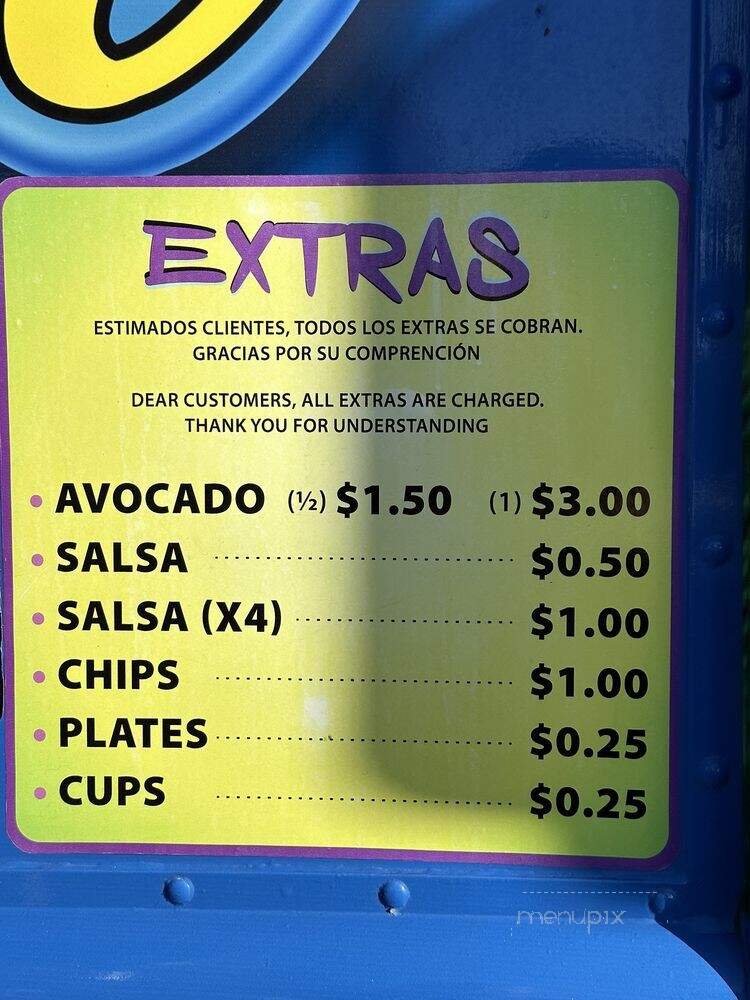 EXTRAS
ESTIMADOS CLIENTES, TODOS LOS EXTRAS SE COBRAN.
GRACIAS POR SU COMPRENCIÓN
DEAR CUSTOMERS, ALL EXTRAS ARE CHARGED.
THANK YOU FOR UNDERSTANDING
• AVOCADO (½) $1.50 (1) $3.00
• SALSA $0.50
• SALSA (X4) $1.00
• CHIPS $1.00
• PLATES $0.25
• CUPS $0.25
menupix